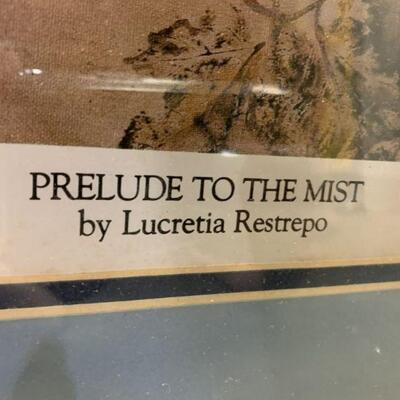 PRELUDE TO THE MIST
by Lucretia Restrepo